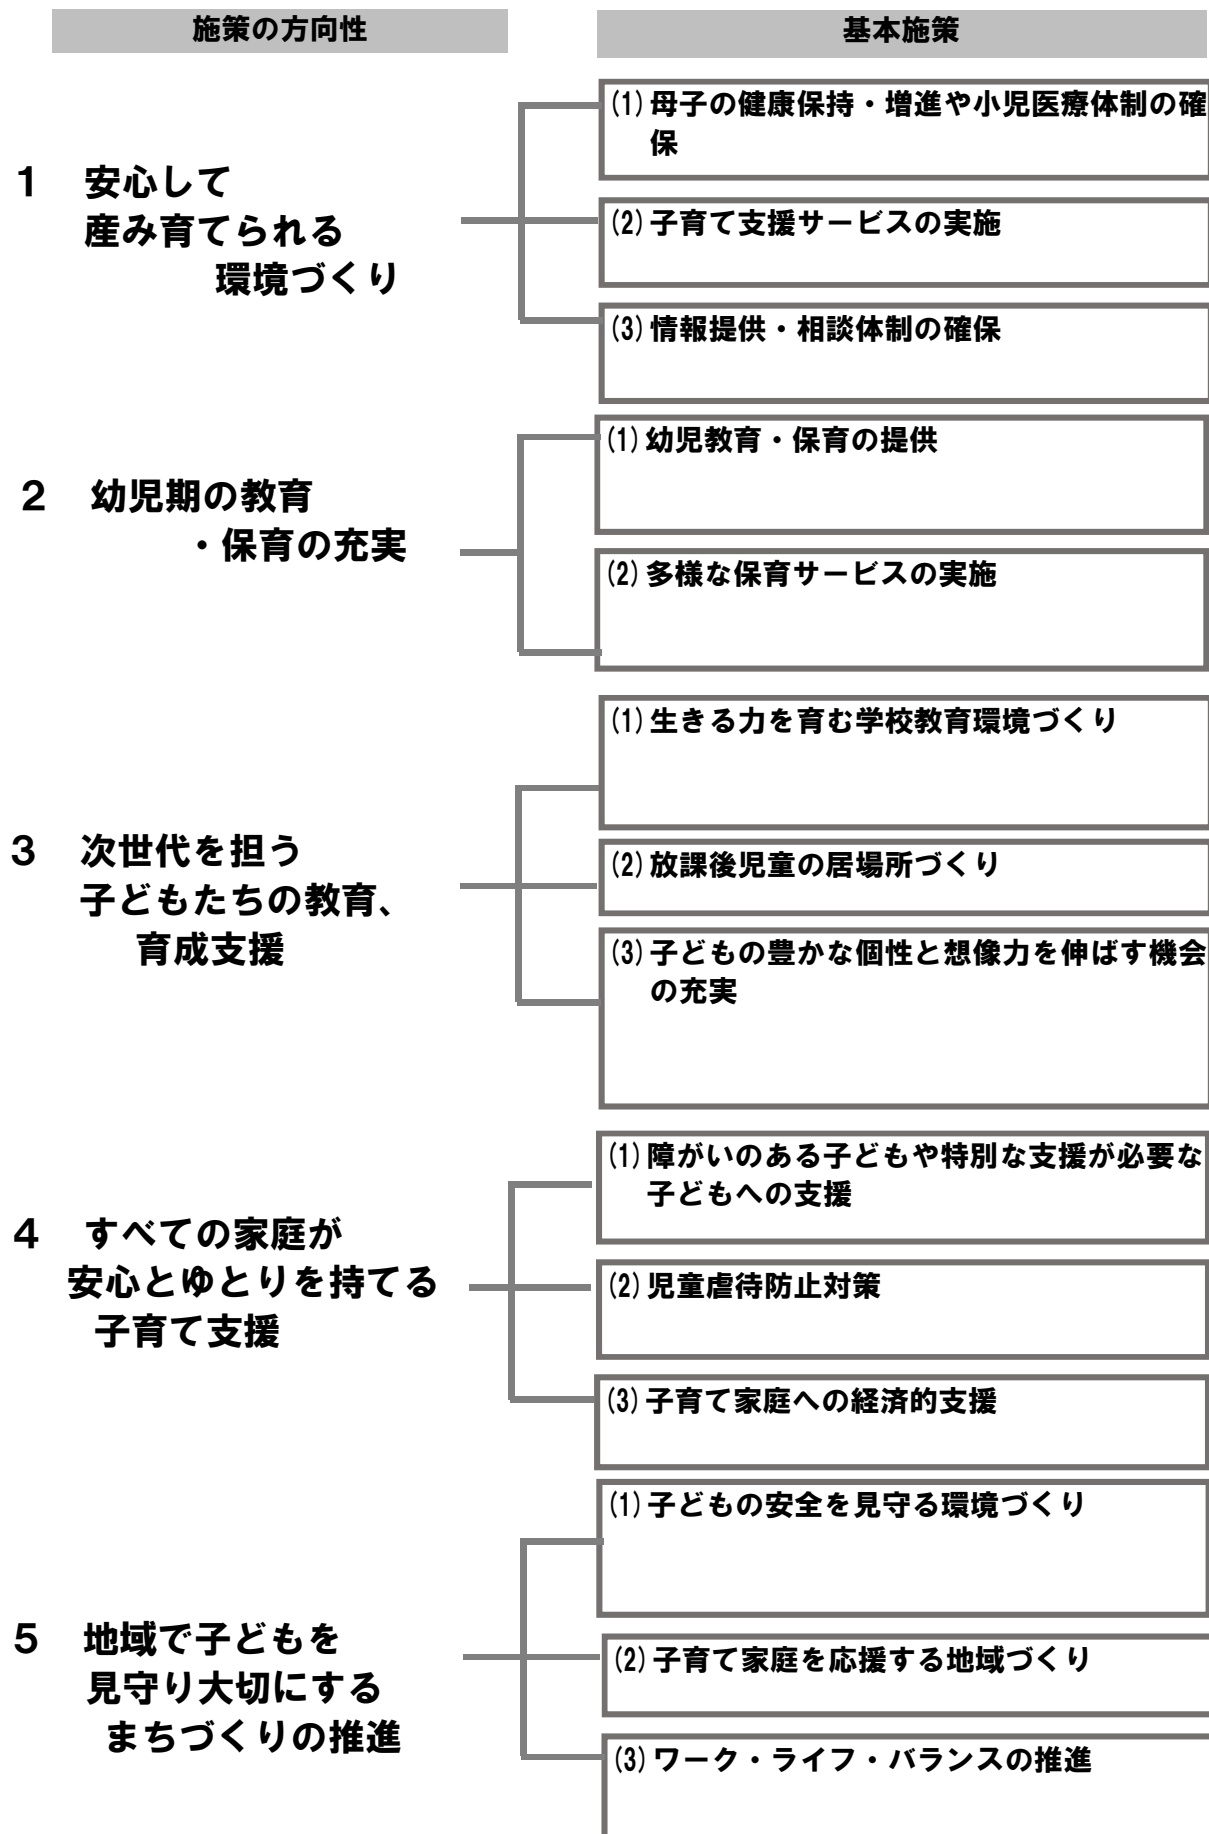 施策の方向性
基本施策
1 安心して
産み育てられる
環境づくり
(1)母子の健康保持・増進や小児医療体制の確
保
(2)子育て支援サービスの実施
(3)情報提供・相談体制の確保
2 幼児期の教育
・保育の充実
(1)幼児教育・保育の提供
(2)多様な保育サービスの実施
3 次世代を担う
子どもたちの教育、
育成支援
(1)生きる力を育む学校教育環境づくり
(2)放課後児童の居場所づくり
(3)子どもの豊かな個性と想像力を伸ばす機会
の充実
4 すべての家庭が
安心とゆとりを持てる
子育て支援
(1)障がいのある子どもや特別な支援が必要な
子どもへの支援
(2)児童虐待防止対策
(3)子育て家庭への経済的支援
5 地域で子どもを
見守り大切にする
まちづくりの推進
(1)子どもの安全を見守る環境づくり
(2)子育て家庭を応援する地域づくり
(3)ワーク・ライフ・バランスの推進